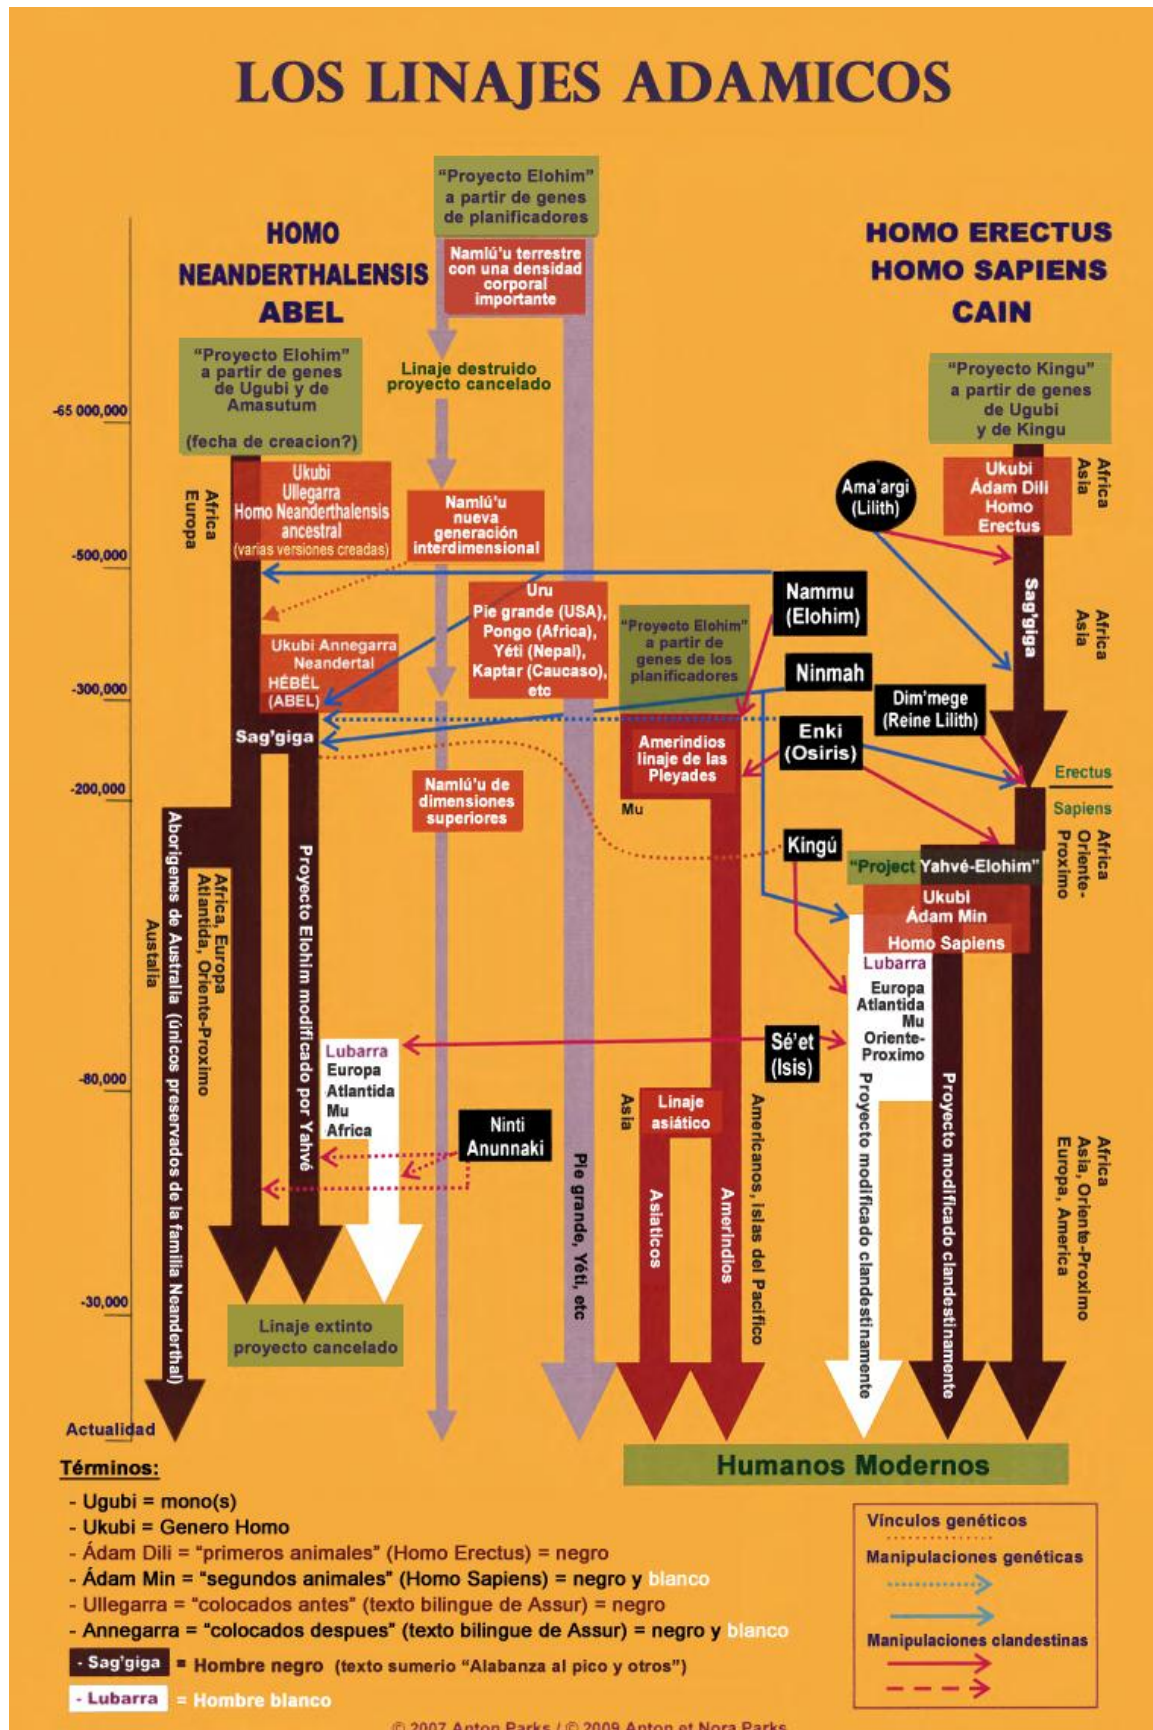 LOS LINAJES ADAMICOS
“Proyecto Elohim”
a partir de genes
de planificadores
Namlú’u terrestre
con una densidad
corporal
importante
HOMO
NEANDERTHALENSIS
ABEL
HOMO ERECTUS
HOMO SAPIENS
CAIN
“Proyecto Elohim”
a partir de genes
de Ugubi y de
Amasutum
(fecha de creacion?)
Linaje destruido
proyecto cancelado
“Proyecto Kingu”
a partir de genes
de Ugubi
y de Kingu
-65 000,000
Africa
Europa
Ukubi
Ullegarra
Homo Neanderthalensis
ancestral
(varias versiones creadas)
Namlú’u
nueva
generación
interdimensional
Ama’argi
(Lilith)
Ukubi
Ádam Dili
Homo
Erectus
Africa
Asia
-500,000
Uru
Pie grande (USA),
Pongo (Africa),
Yéti (Nepal),
Kaptar (Caucaso),
etc
“Proyecto Elohim”
a partir de
genes de los
planificadores
Nammu
(Elohim)
Sag’giga
Africa
Asia
Ukubi Annegarra
Neandertal
HÉBËL
(ABEL)
-300,000
Ninmah
Dim’mege
(Reine Lilith)
Sag’giga
Amerindios
linaje de las
Pleyades
Enki
(Osiris)
Erectus
-200,000
Namlú’u de
dimensiones
superiores
Mu
Sapiens
Kingú
“Project Yahvé-Elohim”
Africa
Oriente-
Proximo
Ukubi
Ádam Min
Homo Sapiens
Aborigenes de Australia (únicos preservados de la familia Neanderthal)
Austalia
Africa, Europa
Atlantida, Oriente-Proximo
Proyecto Elohim modificado por Yahvé
Lubarra
Europa
Atlantida
Mu
Oriente-
Proximo
Lubarra
Europa
Atlantida
Mu
Africa
Sé’et
(Isis)
-80,000
Ninti
Anunnaki
Asia
Linaje
asiático
Americanos, islas del Pacifico
Proyecto modificado clandestinamente
Proyecto modificado clandestinamente
Africa
Asia, Oriente-Proximo
Europa, America
Pie grande, Yéti, etc
Asiaticos
Amerindios
-30,000
Linaje extinto
proyecto cancelado
Actualidad
Humanos Modernos
Términos:
- Ugubi = mono(s)
- Ukubi = Genero Homo
- Ádam Dili = “primeros animales” (Homo Erectus) = negro
- Ádam Min = “segundos animales” (Homo Sapiens) = negro y blanco
- Ullegarra = “colocados antes” (texto bilingue de Assur) = negro
- Annegarra = “colocados despues” (texto bilingue de Assur) = negro y blanco
- Sag’giga = Hombre negro (texto sumerio “Alabanza al pico y otros”)
- Lubarra = Hombre blanco
Vínculos genéticos
Manipulaciones genéticas
Manipulaciones clandestinas
© 2007 Anton Parks / © 2009 Anton et Nora Parks